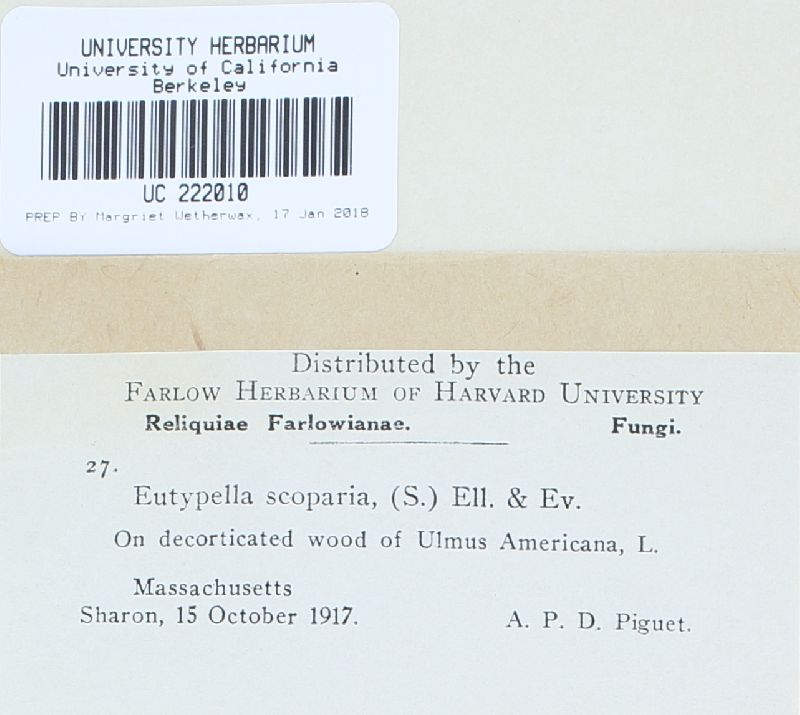 UNIVERSITY HERBARIUM
University of California
Berkeley
UC 222010
PREP BY Margriet Wetherwax, 17 Jan 2018
Distributed by the
FARLOW HERBARIUM OF HARVARD UNIVERSITY
Reliquiae Farlowianae. Fungi.
27.
Eutypella scoparia, (S.) Ell. & Ev.
On decorticated wood of Ulmus Americana, L.
Massachusetts
Sharon, 15 October 1917. A. P. D. Piguet.